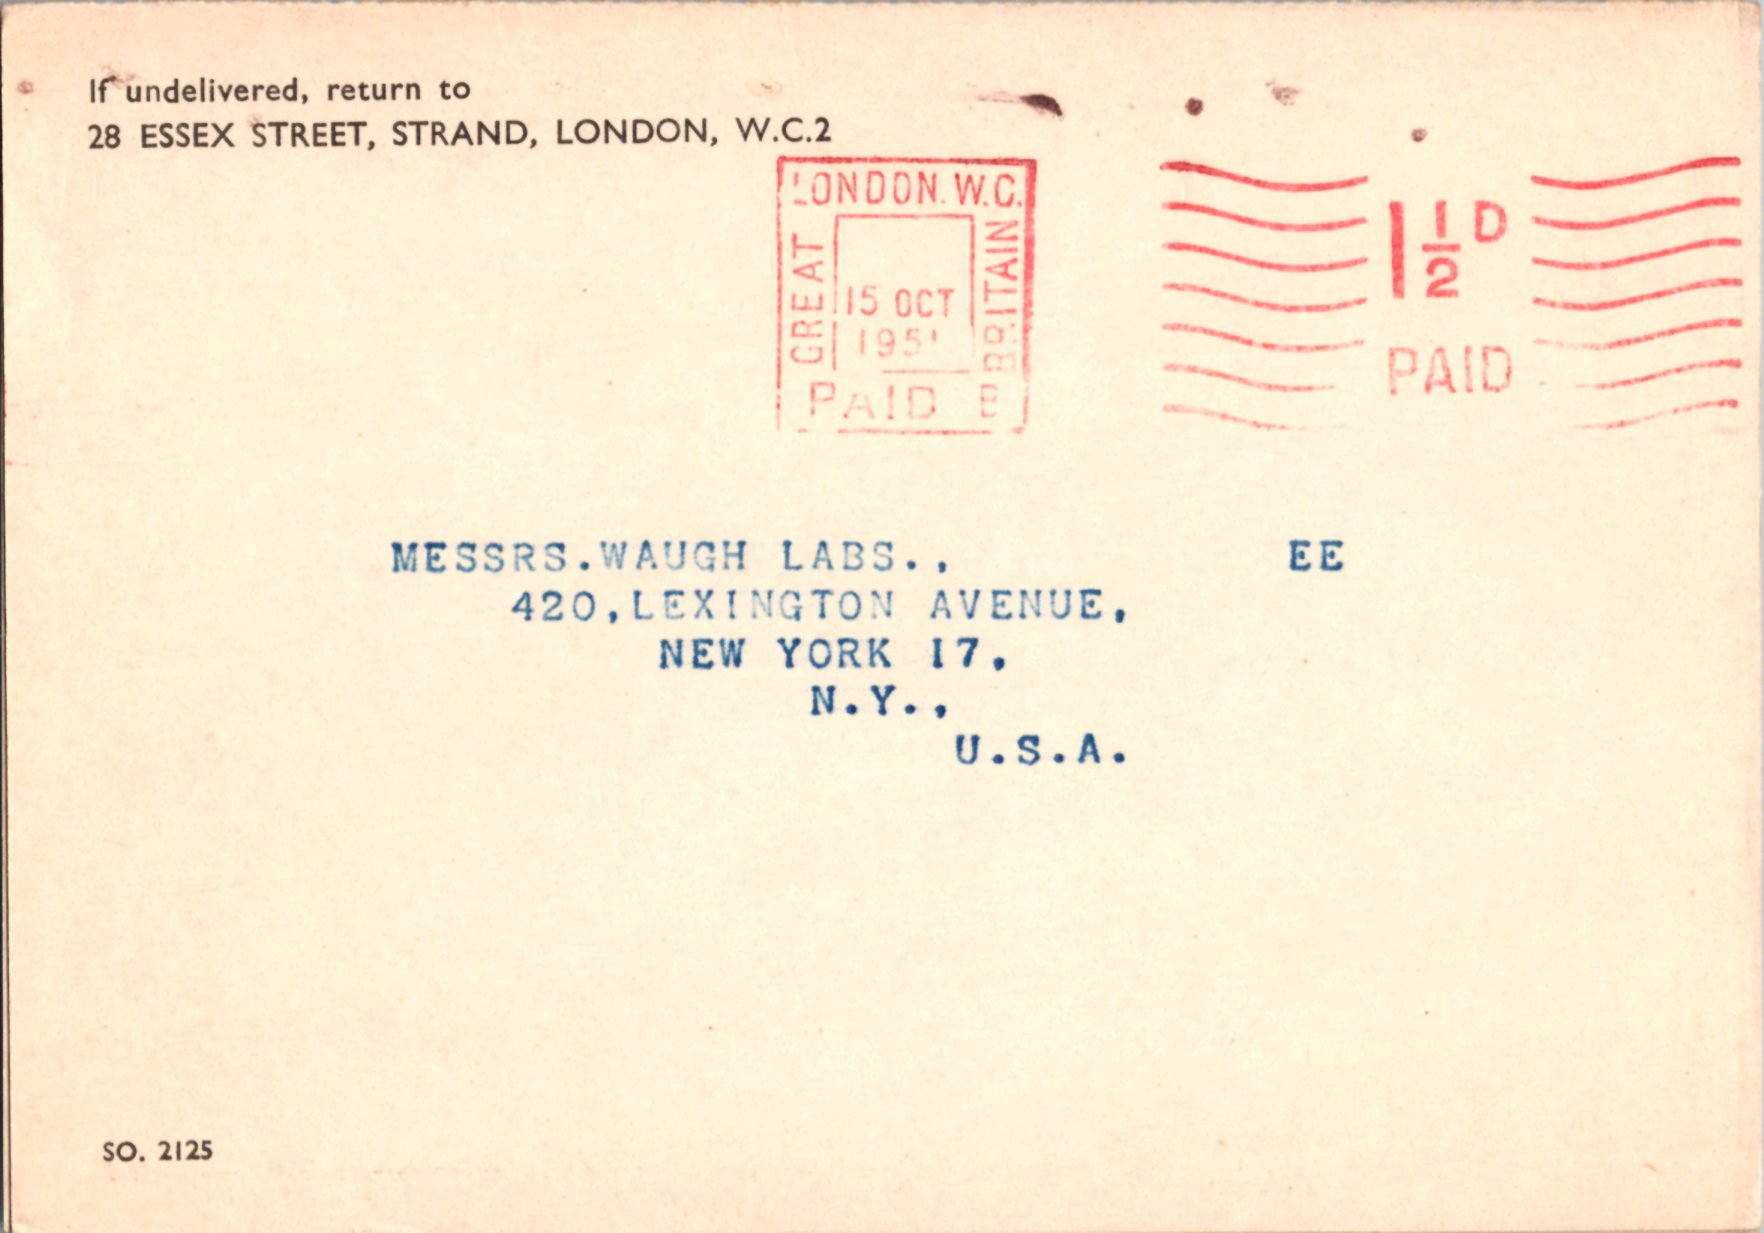 If undelivered, return to
28 ESSEX STREET, STRAND, LONDON, W.C.2
LONDON. W.C.
GREAT
BRITAIN
15 OCT
1951
PAID B
1½D
PAID
MESSRS.WAUGH LABS., EE
420,LEXINGTON AVENUE,
NEW YORK 17,
N.Y.,
U.S.A.
SO. 2125